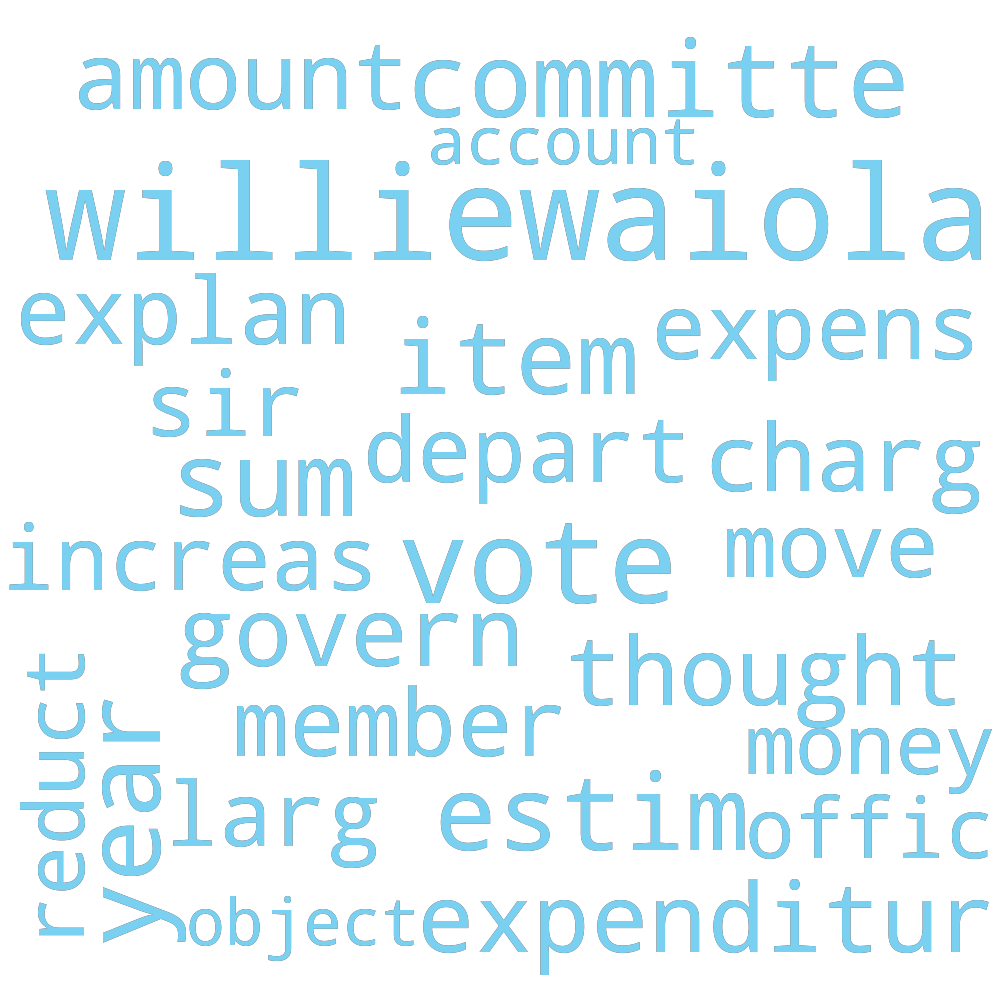 amount committe
account
williewaiola
explan
item expens
sir
sum depart charg
increas vote move
govern
thought
reduct
year
member
money
larg estim offic
object expenditur